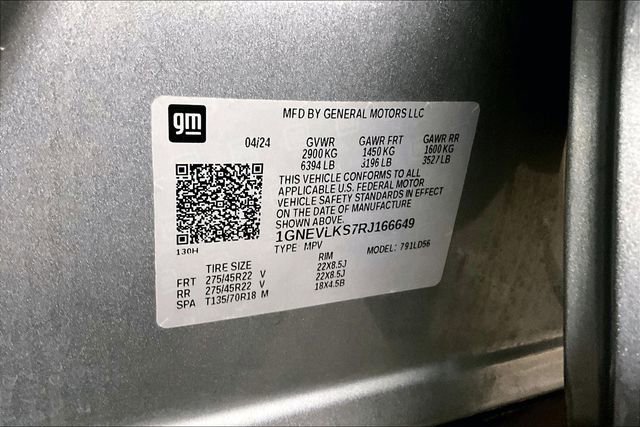 gm
MFD BY GENERAL MOTORS LLC
04/24 GVWR GAWR FRT GAWR RR
2900 KG 1450 KG 1600 KG
6394 LB 3196 LB 3527 LB
THIS VEHICLE CONFORMS TO ALL
APPLICABLE U.S. FEDERAL MOTOR
VEHICLE SAFETY STANDARDS IN EFFECT
ON THE DATE OF MANUFACTURE
SHOWN ABOVE.
130H
1GNEVLKS7RJ166649
TYPE MPV MODEL: 791LD56
TIRE SIZE RIM
FRT 275/45R22 V 22X8.5J
RR 275/45R22 V 22X8.5J
SPA T135/70R18 M 18X4.5B